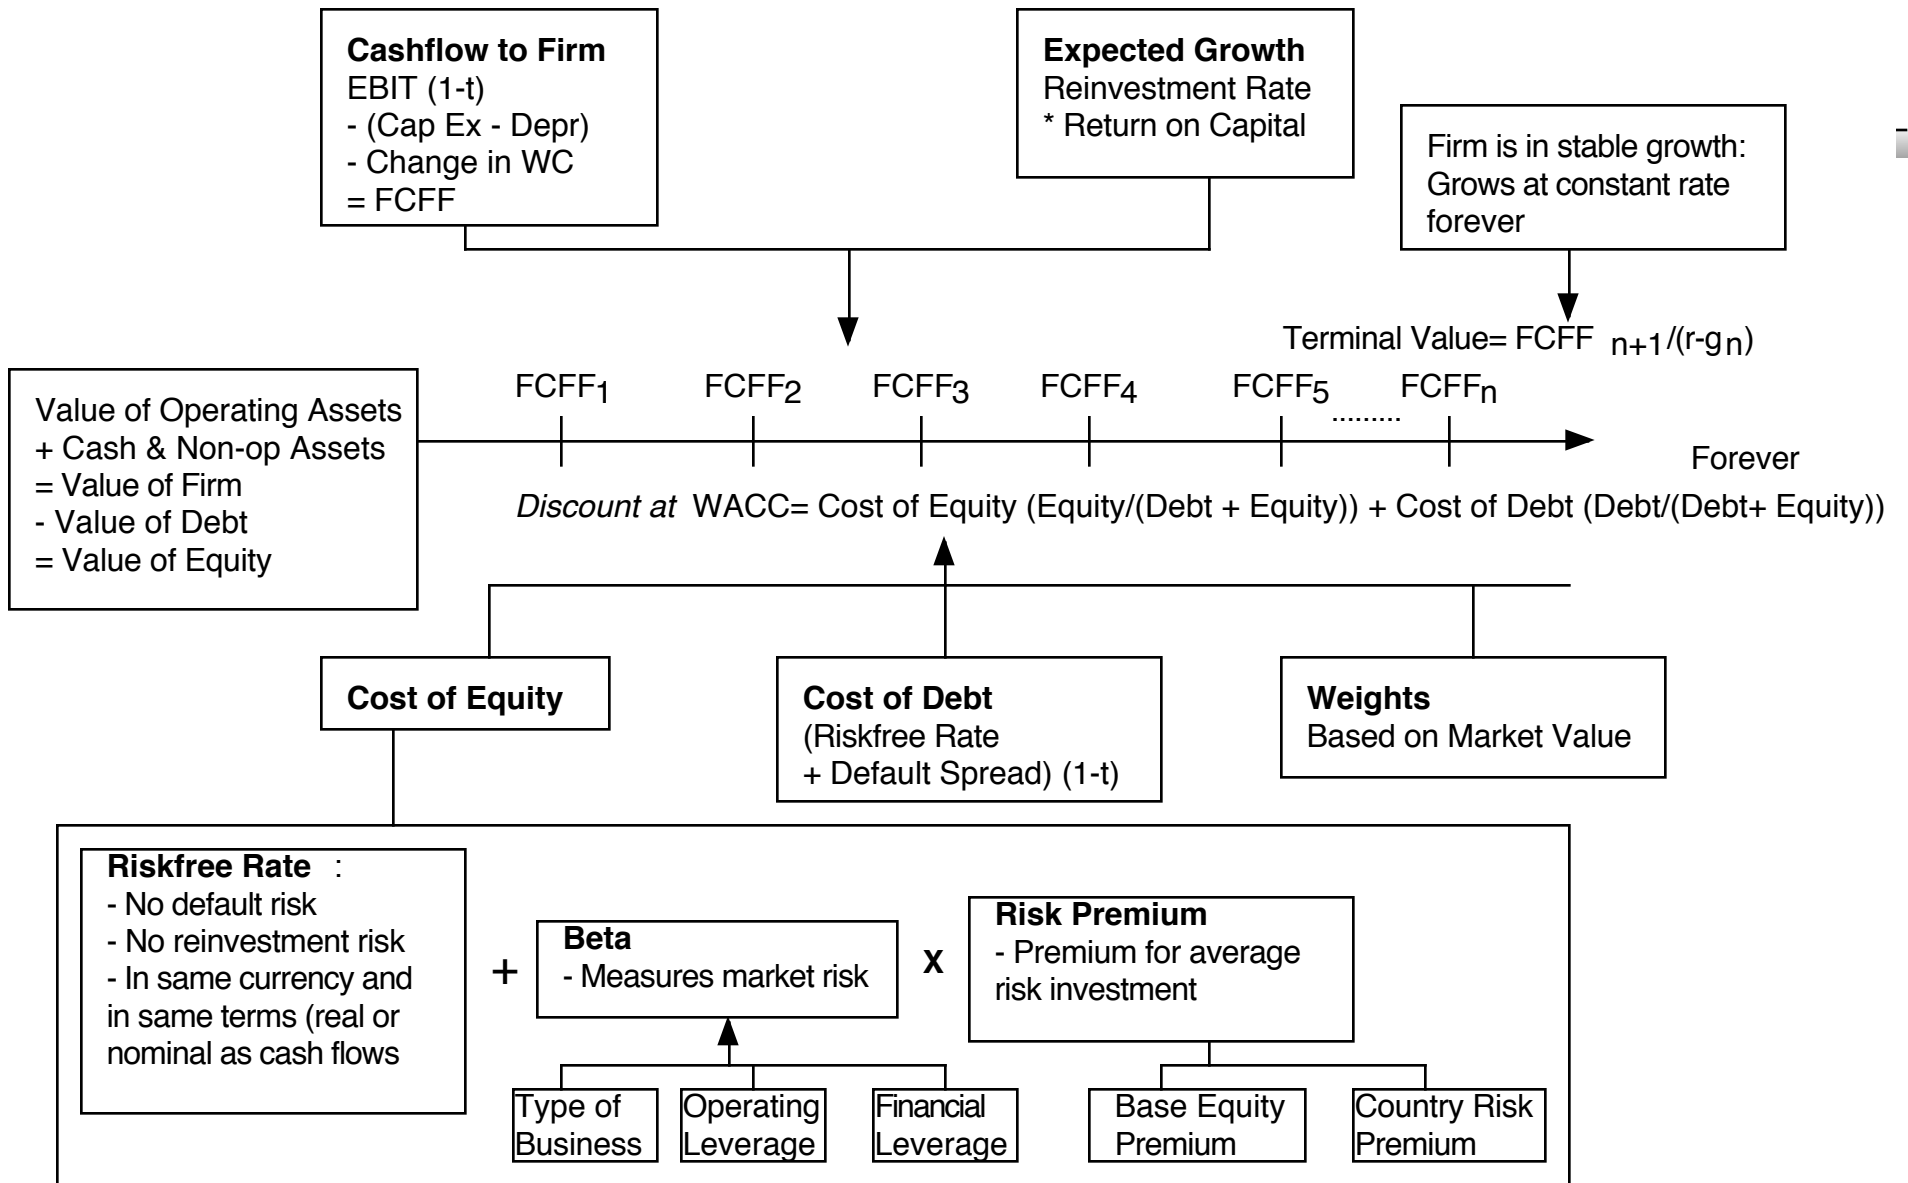 Cashflow to Firm
EBIT (1-t)
- (Cap Ex - Depr)
- Change in WC
= FCFF
Expected Growth
Reinvestment Rate
* Return on Capital
Firm is in stable growth:
Grows at constant rate
forever
Terminal Value= FCFF n+1/(r-gn)
FCFF1 FCFF2 FCFF3 FCFF4 FCFF5 ......... FCFFn
Forever
Value of Operating Assets
+ Cash & Non-op Assets
= Value of Firm
- Value of Debt
= Value of Equity
Discount at WACC= Cost of Equity (Equity/(Debt + Equity)) + Cost of Debt (Debt/(Debt+ Equity))
Cost of Equity
Cost of Debt
(Riskfree Rate
+ Default Spread) (1-t)
Weights
Based on Market Value
Riskfree Rate :
- No default risk
- No reinvestment risk
- In same currency and
in same terms (real or
nominal as cash flows
+
Beta
- Measures market risk
X
Risk Premium
- Premium for average
risk investment
Type of
Business
Operating
Leverage
Financial
Leverage
Base Equity
Premium
Country Risk
Premium